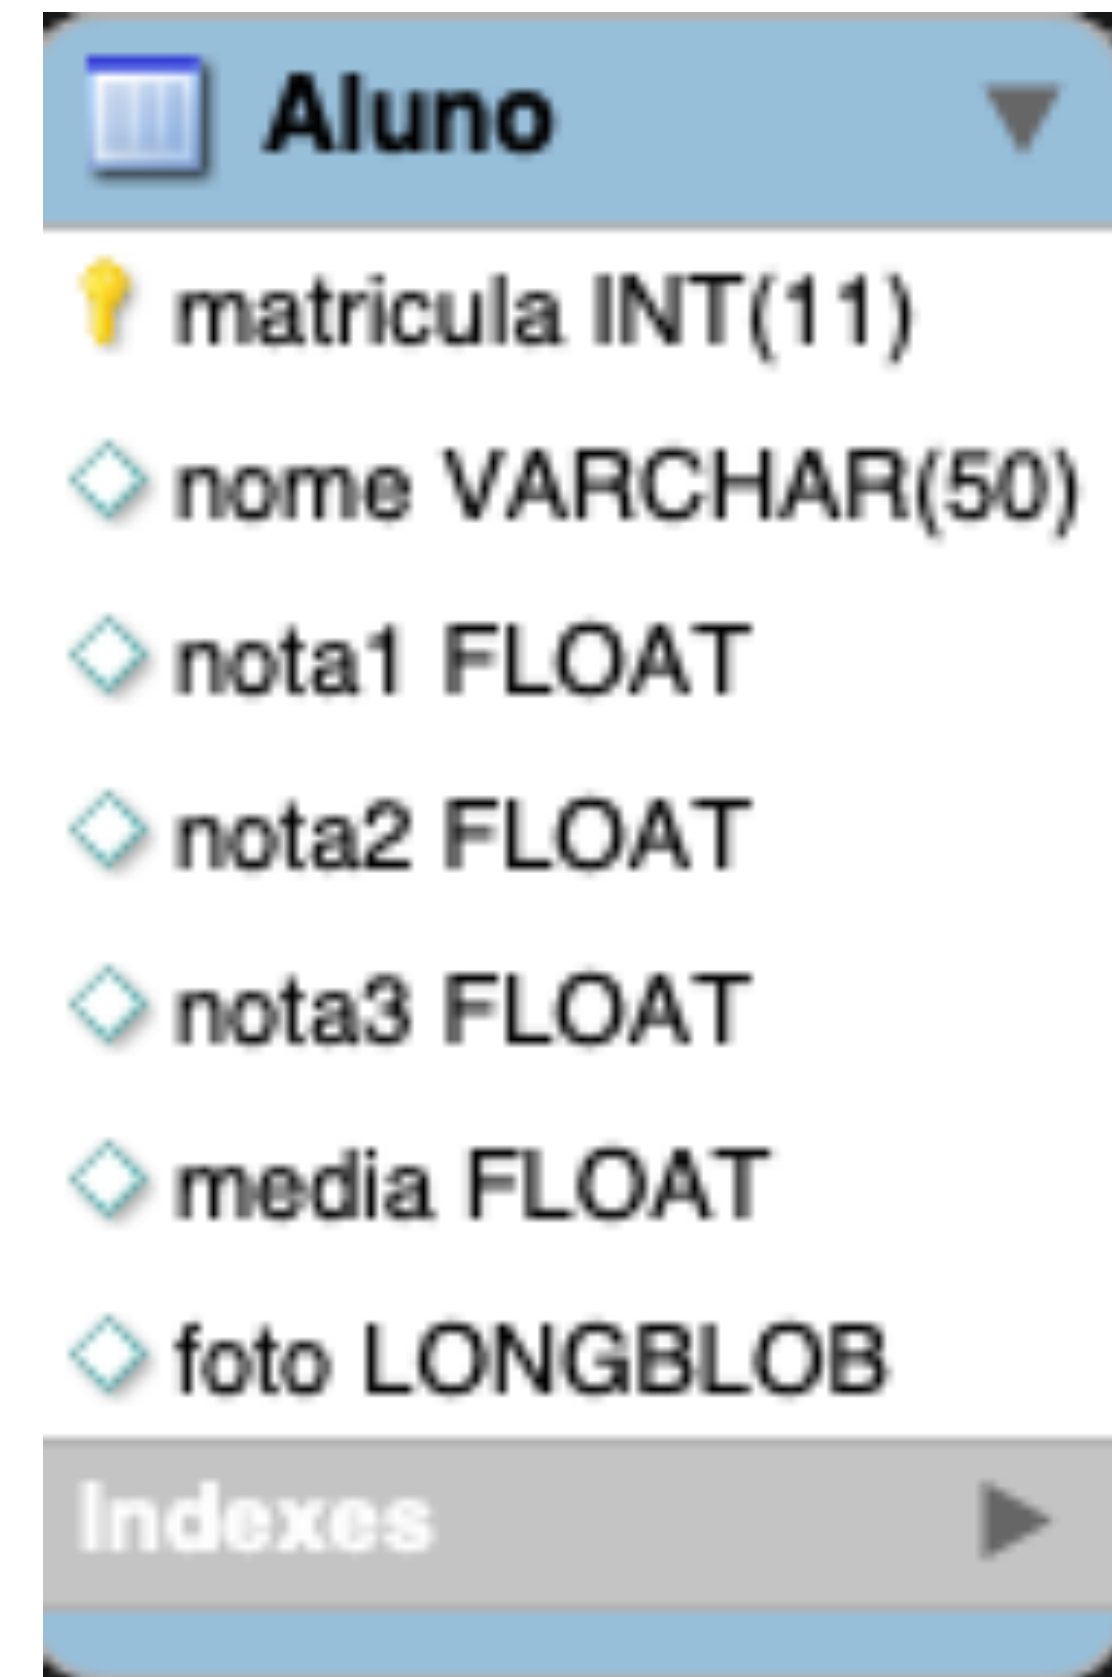 Aluno
matricula INT(11)
nome VARCHAR(50)
nota1 FLOAT
nota2 FLOAT
nota3 FLOAT
media FLOAT
foto LONGBLOB
Indexes